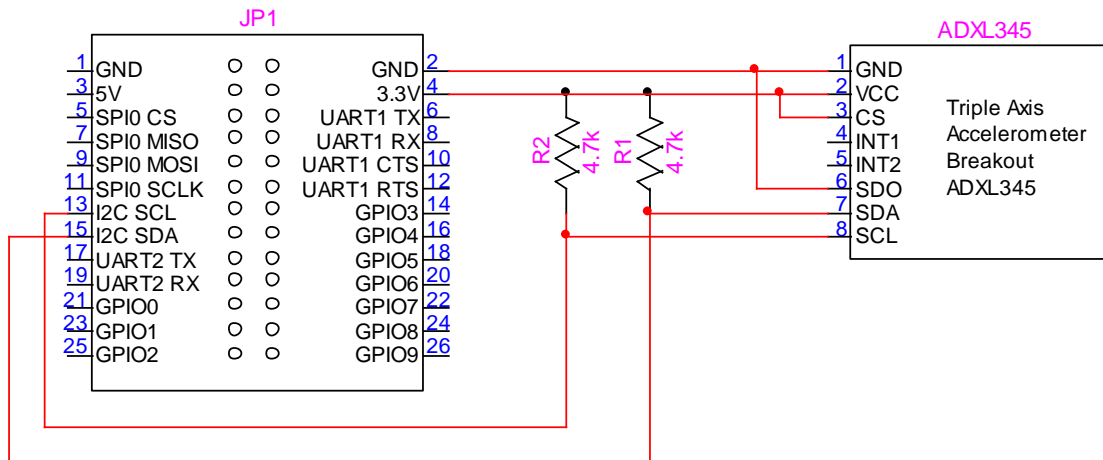 JP1
1 GND
3 5V
5 SPI0 CS
7 SPI0 MISO
9 SPI0 MOSI
11 SPI0 SCLK
13 I2C SCL
15 I2C SDA
17 UART2 TX
19 UART2 RX
21 GPIO0
23 GPIO1
25 GPIO2
GND 2
3.3V 4
UART1 TX 6
UART1 RX 8
UART1 CTS 10
UART1 RTS 12
GPIO3 14
GPIO4 16
GPIO5 18
GPIO6 20
GPIO7 22
GPIO8 24
GPIO9 26
R2
4.7k
R1
4.7k
ADXL345
1 GND
2 VCC
3 CS
4 INT1
5 INT2
6 SDO
7 SDA
8 SCL
Triple Axis
Accelerometer
Breakout
ADXL345